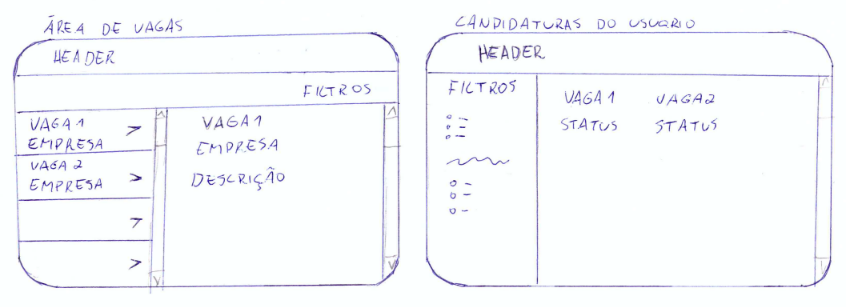 ÁREA DE VAGAS
HEADER
FILTROS
VAGA 1
EMPRESA
VAGA 2
EMPRESA
VAGA 1
EMPRESA
DESCRIÇÃO
CANDIDATURAS DO USUÁRIO
HEADER
FILTROS
VAGA 1 VAGA 2
STATUS STATUS